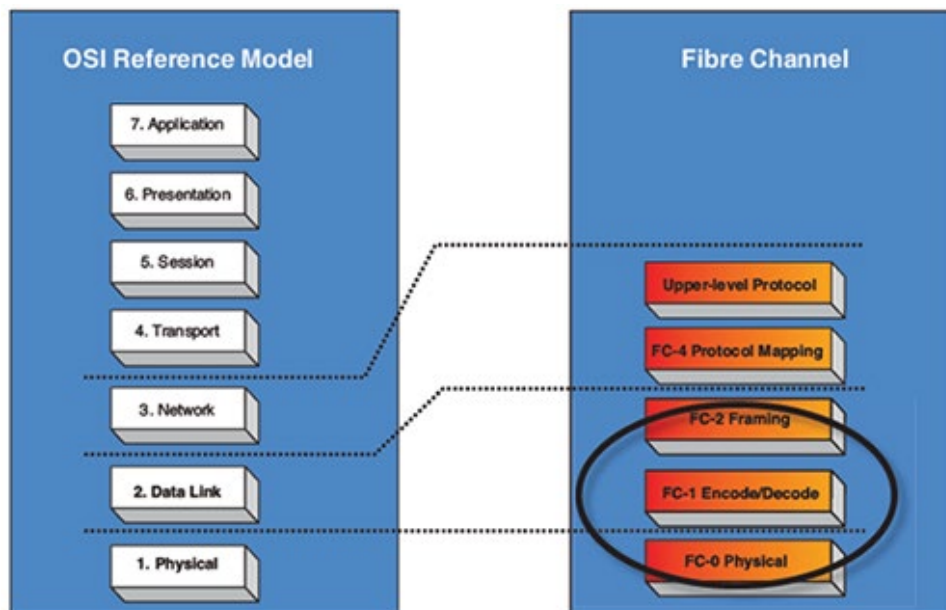 OSI Reference Model
7. Application
6. Presentation
5. Session
4. Transport
3. Network
2. Data Link
1. Physical
Fibre Channel
Upper-level Protocol
FC-4 Protocol Mapping
FC-2 Framing
FC-1 Encode/Decode
FC-0 Physical